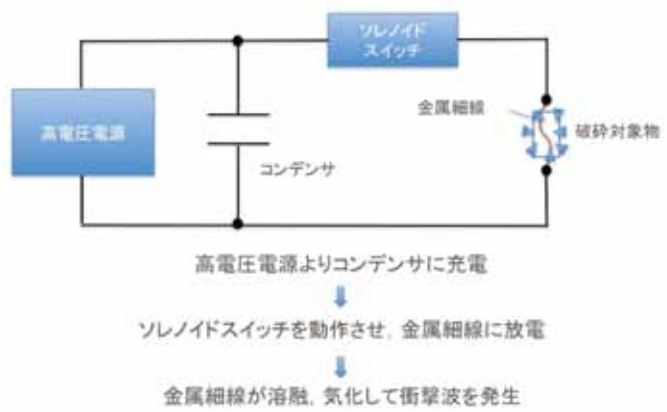 ソレノイド
スイッチ
金属細線
高電圧電源
破砕対象物
コンデンサ
高電圧電源よりコンデンサに充電
ソレノイドスイッチを動作させ，金属細線に放電
金属細線が溶融，気化して衝撃波を発生